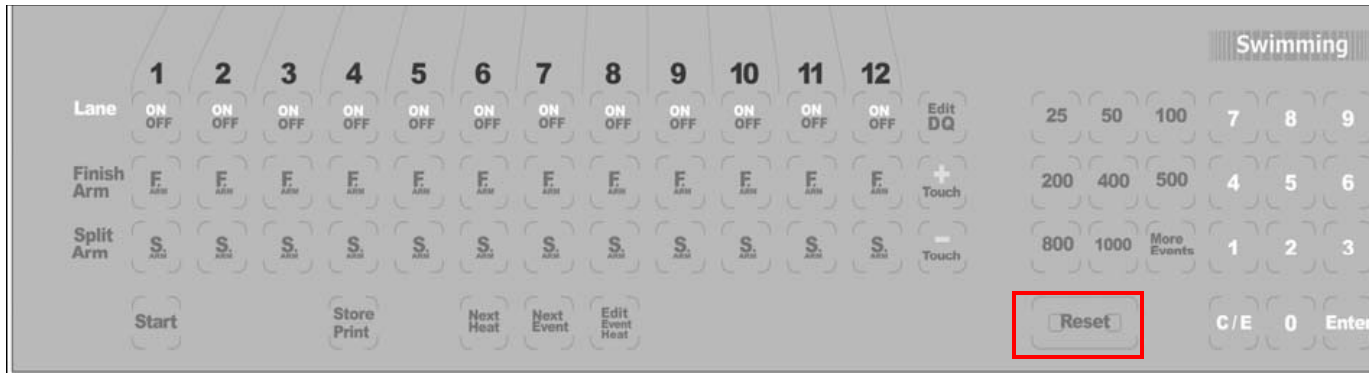 Swimming
1 2 3 4 5 6 7 8 9 10 11 12
Lane ON ON ON ON ON ON ON ON ON ON ON ON Edit 25 50 100 7 8 9
OFF OFF OFF OFF OFF OFF OFF OFF OFF OFF OFF OFF DQ
Finish F. F. F. F. F. F. F. F. F. F. F. F. + 200 400 500 4 5 6
Arm ARM ARM ARM ARM ARM ARM ARM ARM ARM ARM ARM ARM Touch
Split S. S. S. S. S. S. S. S. S. S. S. S. - 800 1000 More 1 2 3
Arm ARM ARM ARM ARM ARM ARM ARM ARM ARM ARM ARM ARM Touch Events
Start Store Next Next Edit Reset C/E 0 Enter
Print Heat Event Event
Heat